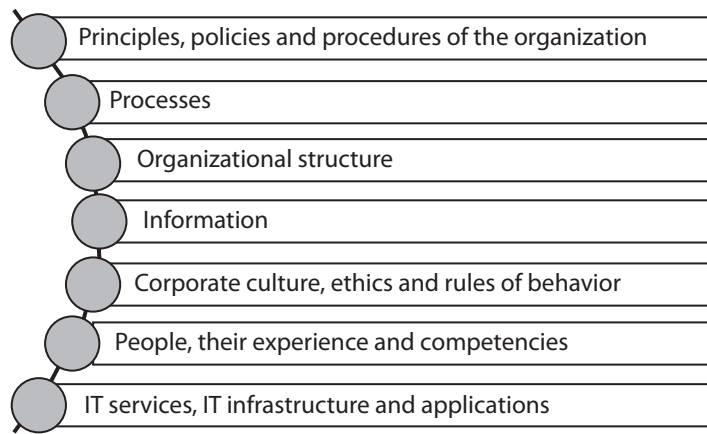 Principles, policies and procedures of the organization
Processes
Organizational structure
Information
Corporate culture, ethics and rules of behavior
People, their experience and competencies
IT services, IT infrastructure and applications